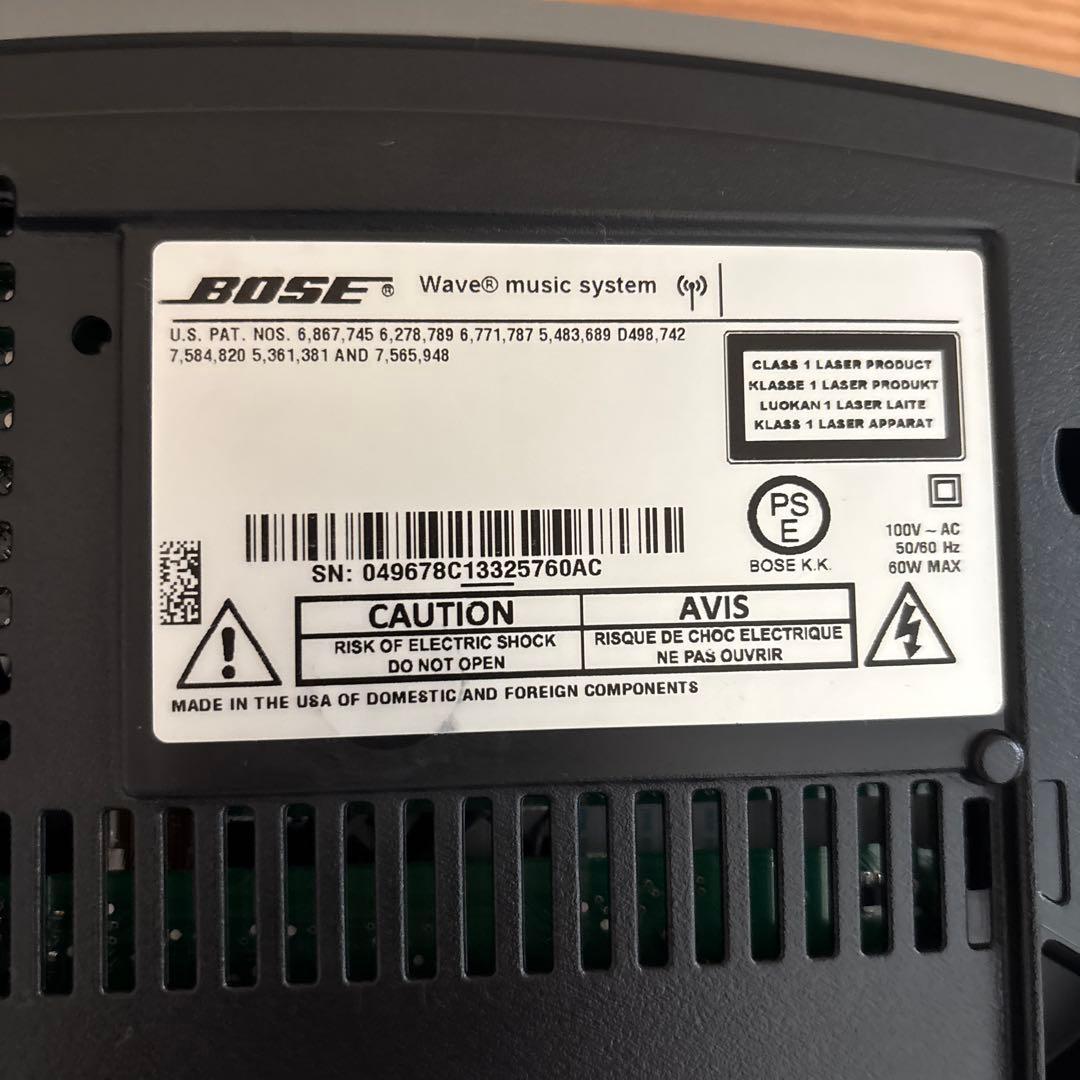 BOSE® Wave® music system
U.S. PAT. NOS. 6,867,745 6,278,789 6,771,787 5,483,689 D498,742
7,584,820 5,361,381 AND 7,565,948
CLASS 1 LASER PRODUCT
KLASSE 1 LASER PRODUKT
LUOKAN 1 LASER LAITE
KLASS 1 LASER APPARAT
PS
E
BOSE K.K.
100V ~ AC
50/60 Hz
60W MAX
SN: 049678C13325760AC
CAUTION
RISK OF ELECTRIC SHOCK
DO NOT OPEN
AVIS
RISQUE DE CHOC ELECTRIQUE
NE PAS OUVRIR
MADE IN THE USA OF DOMESTIC AND FOREIGN COMPONENTS